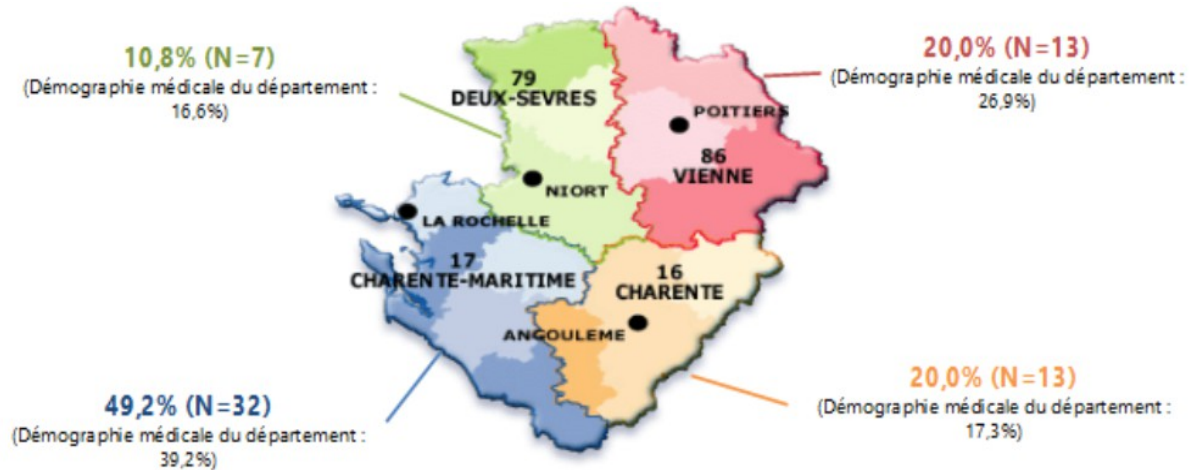 10,8% (N=7)
(Démographie médicale du département :
16,6%)
20,0% (N=13)
(Démographie médicale du département :
26,9%)
79
DEUX-SEVRES
POITIERS
86
VIENNE
NIORT
LA ROCHELLE
17
CHARENTE-MARITIME
16
CHARENTE
ANGOULEME
49,2% (N=32)
(Démographie médicale du département :
39,2%)
20,0% (N=13)
(Démographie médicale du département :
17,3%)